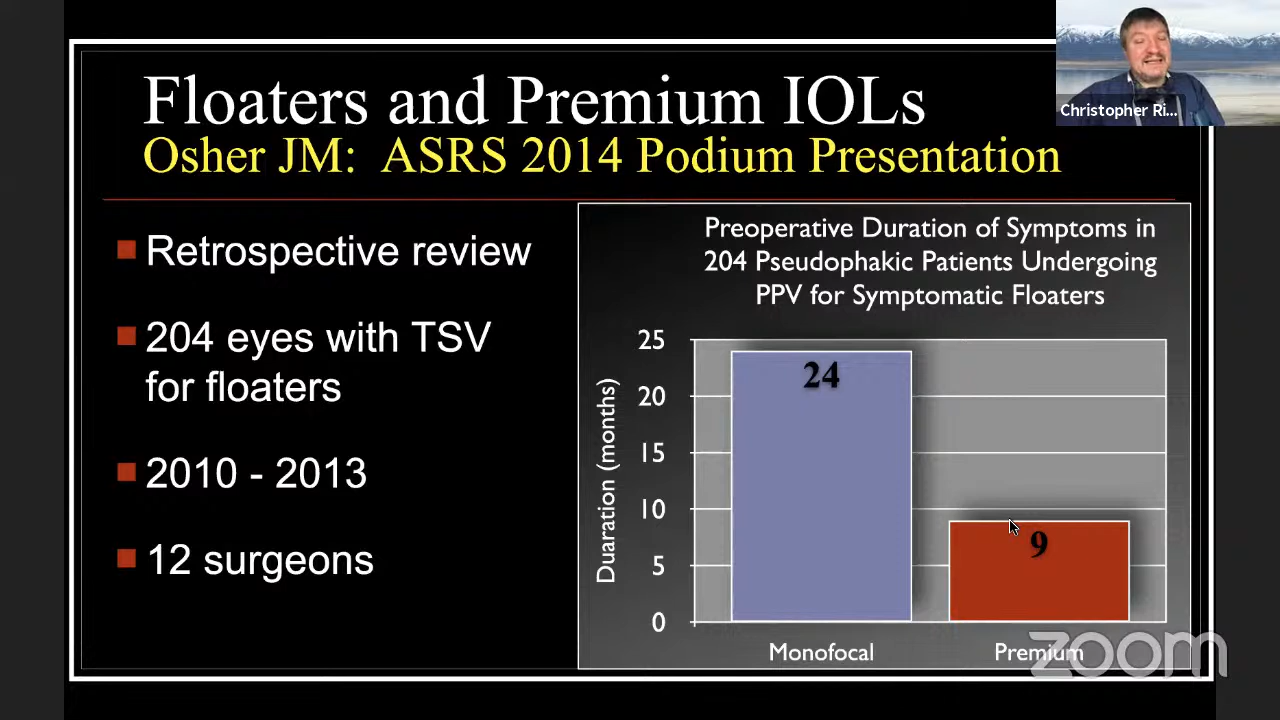 Floaters and Premium IOLs
Osher JM: ASRS 2014 Podium Presentation
Christopher Ri...
Retrospective review
204 eyes with TSV
for floaters
2010 - 2013
12 surgeons
Preoperative Duration of Symptoms in
204 Pseudophakic Patients Undergoing
PPV for Symptomatic Floaters
Duaration (months)
25
20
15
10
5
0
24
9
Monofocal
Premium
zoom